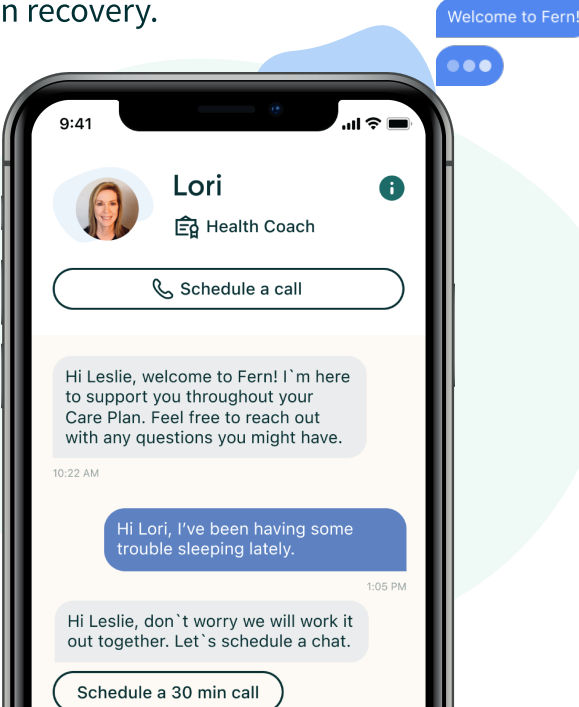 n recovery.
Welcome to Fern!
9:41
Lori
Health Coach
Schedule a call
Hi Leslie, welcome to Fern! I`m here
to support you throughout your
Care Plan. Feel free to reach out
with any questions you might have.
10:22 AM
Hi Lori, I’ve been having some
trouble sleeping lately.
1:05 PM
Hi Leslie, don`t worry we will work it
out together. Let`s schedule a chat.
Schedule a 30 min call